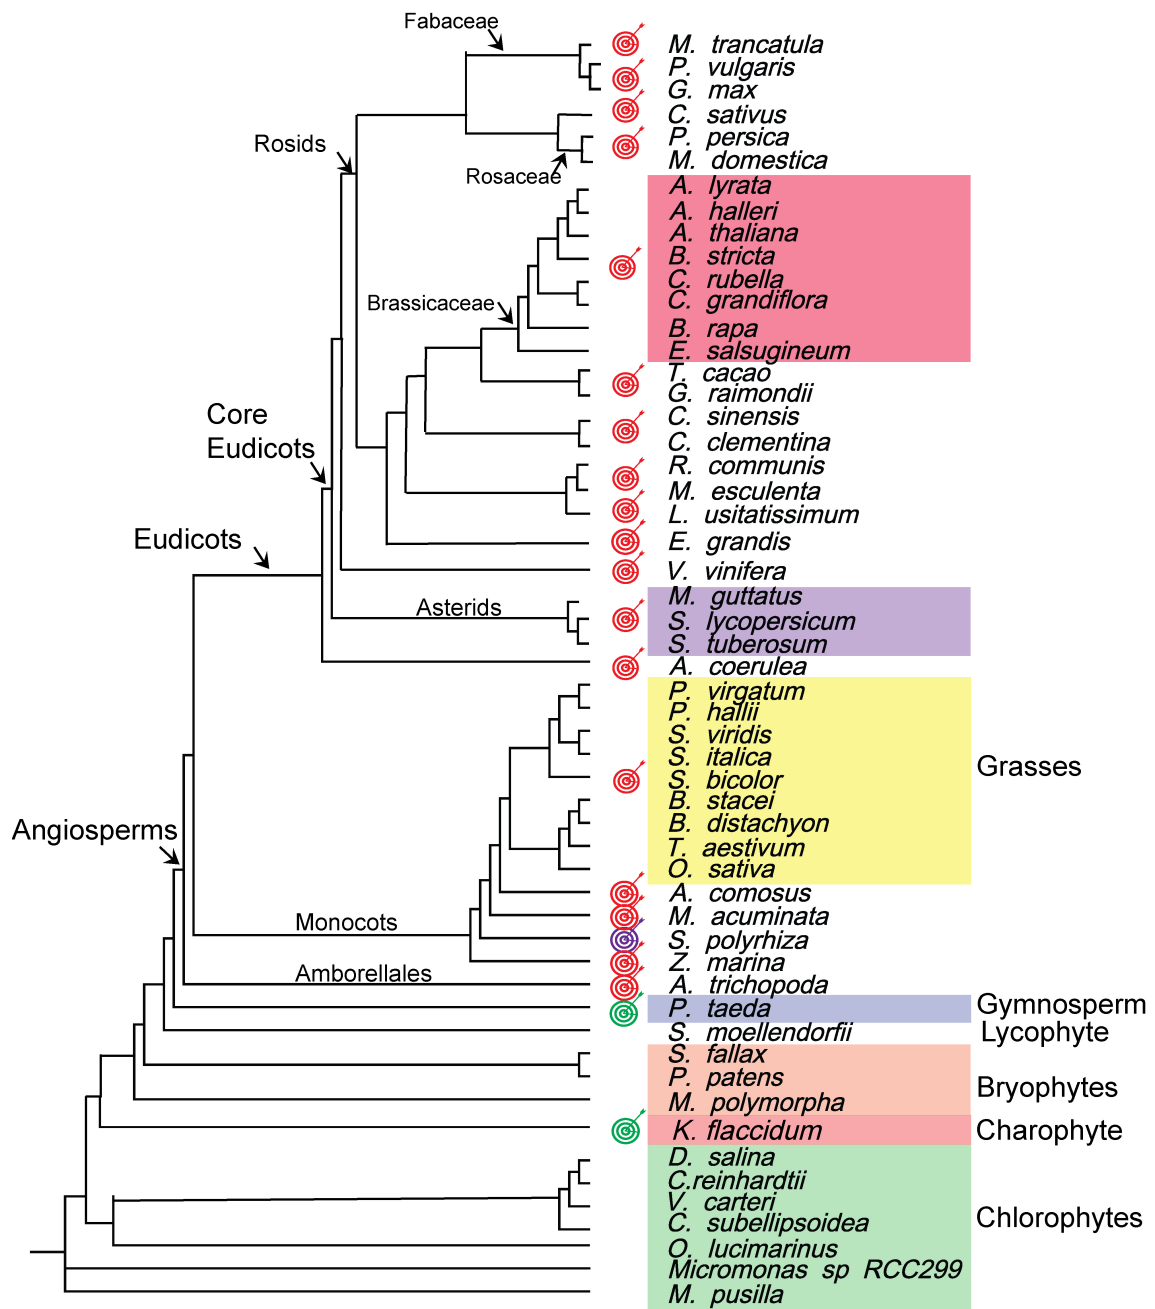 Fabaceae
M. trancatula
P. vulgaris
G. max
C. sativus
Rosids
P. persica
M. domestica
Rosaceae
A. lyrata
A. halleri
A. thaliana
B. stricta
C. rubella
Brassicaceae
C. grandiflora
B. rapa
E. salsugineum
T. cacao
G. raimondii
Core
Eudicots
C. sinensis
C. clementina
R. communis
M. esculenta
L. usitatissimum
Eudicots
E. grandis
V. vinifera
M. guttatus
Asterids
S. lycopersicum
S. tuberosum
A. coerulea
P. virgatum
P. hallii
S. viridis
S. italica
Grasses
S. bicolor
B. stacei
B. distachyon
Angiosperms
T. aestivum
O. sativa
A. comosus
M. acuminata
Monocots
S. polyrhiza
Z. marina
Amborellales
A. trichopoda
P. taeda Gymnosperm
S. moellendorfii Lycophyte
S. fallax
P. patens
Bryophytes
M. polymorpha
K. flaccidum Charophyte
D. salina
C.reinhardtii
V. carteri
C. subellipsoidea Chlorophytes
O. lucimarinus
Micromonas sp RCC299
M. pusilla